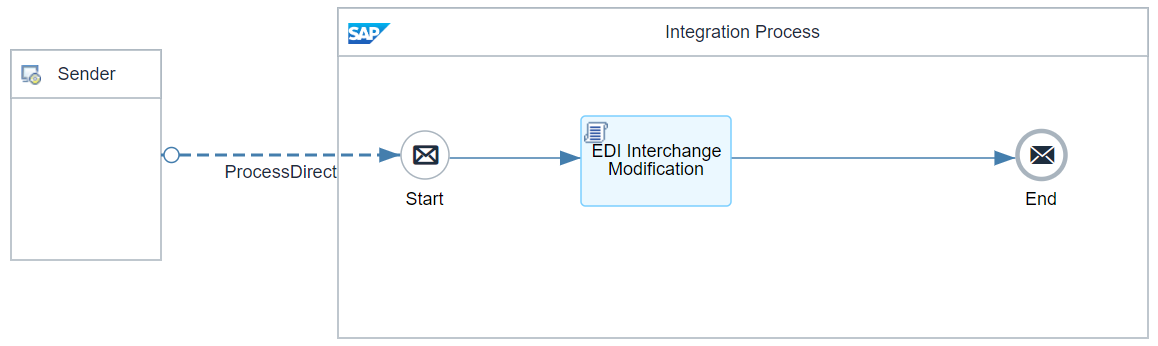 SAP
Integration Process
Sender
ProcessDirect
Start
EDI Interchange
Modification
End